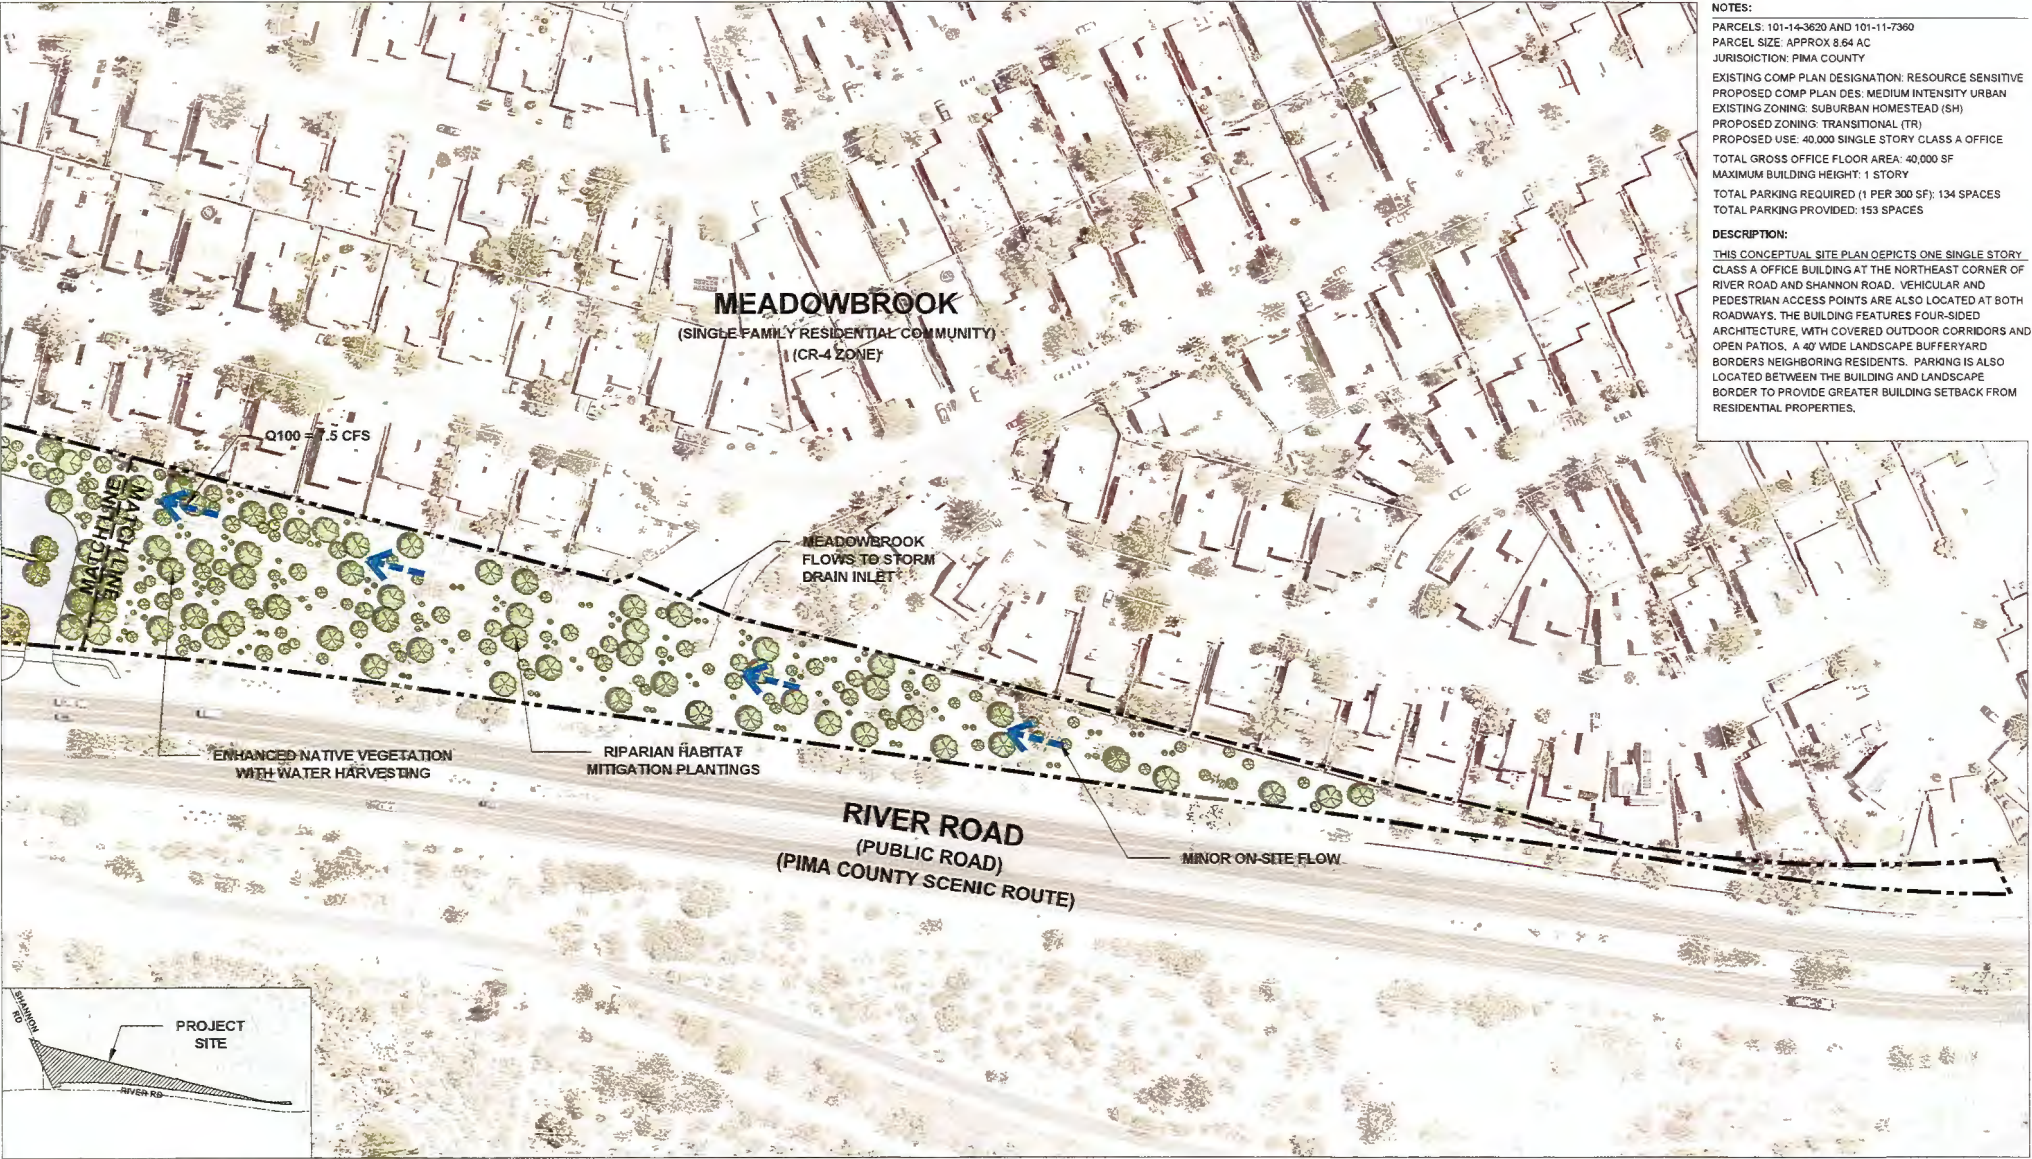 NOTES:
PARCELS: 101-14-3620 AND 101-11-7360
PARCEL SIZE: APPROX 8.64 AC
JURISOICTION: PIMA COUNTY
EXISTING COMP PLAN DESIGNATION: RESOURCE SENSITIVE
PROPOSED COMP PLAN DES: MEDIUM INTENSITY URBAN
EXISTING ZONING: SUBURBAN HOMESTEAD (SH)
PROPOSED ZONING: TRANSITIONAL (TR)
PROPOSED USE: 40,000 SINGLE STORY CLASS A OFFICE
TOTAL GROSS OFFICE FLOOR AREA: 40,000 SF
MAXIMUM BUILDING HEIGHT: 1 STORY
TOTAL PARKING REQUIRED (1 PER 300 SF): 134 SPACES
TOTAL PARKING PROVIDED: 153 SPACES
DESCRIPTION:
THIS CONCEPTUAL SITE PLAN OEPICTS ONE SINGLE STORY
CLASS A OFFICE BUILDING AT THE NORTHEAST CORNER OF
RIVER ROAD AND SHANNON ROAD. VEHICULAR AND
PEDESTRIAN ACCESS POINTS ARE ALSO LOCATED AT BOTH
ROADWAYS. THE BUILDING FEATURES FOUR-SIDED
ARCHITECTURE, WITH COVERED OUTDOOR CORRIDORS AND
OPEN PATIOS. A 40' WIDE LANDSCAPE BUFFERYARD
BORDERS NEIGHBORING RESIDENTS. PARKING IS ALSO
LOCATED BETWEEN THE BUILDING AND LANDSCAPE
BORDER TO PROVIDE GREATER BUILDING SETBACK FROM
RESIDENTIAL PROPERTIES.
MEADOWBROOK
(SINGLE FAMILY RESIDENTIAL COMMUNITY)
(CR-4 ZONE)
Q100 = 7.5 CFS
MATCH LINE
MATCH LINE
MEADOWBROOK
FLOWS TO STORM
DRAIN INLET
ENHANCED NATIVE VEGETATION
WITH WATER HARVESTING
RIPARIAN HABITAT
MITIGATION PLANTINGS
RIVER ROAD
(PUBLIC ROAD)
(PIMA COUNTY SCENIC ROUTE)
MINOR ON-SITE FLOW
SHANNON
RD
PROJECT
SITE
RIVER RD